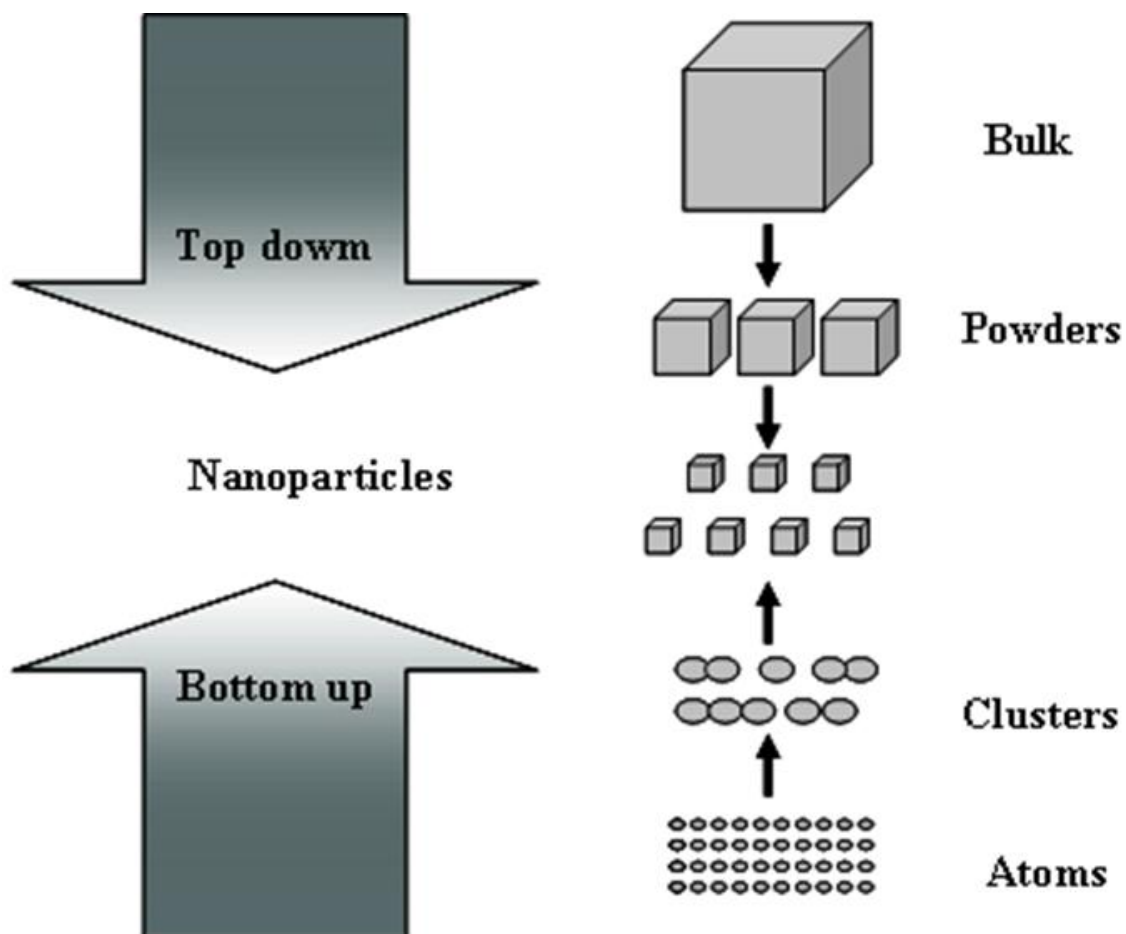 Bulk
Top dowm
Powders
Nanoparticles
Bottom up
Clusters
Atoms